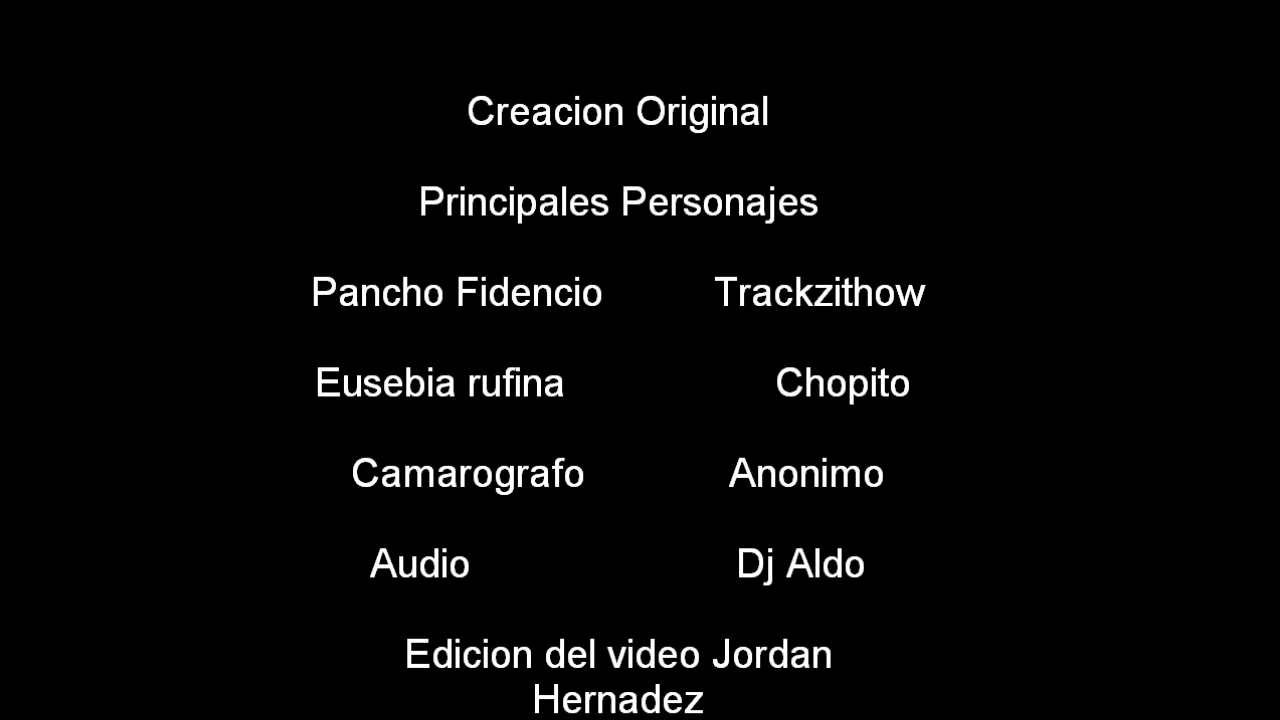 Creacion Original
Principales Personajes
Pancho Fidencio Trackzithow
Eusebia rufina Chopito
Camarografo Anonimo
Audio Dj Aldo
Edicion del video Jordan
Hernadez